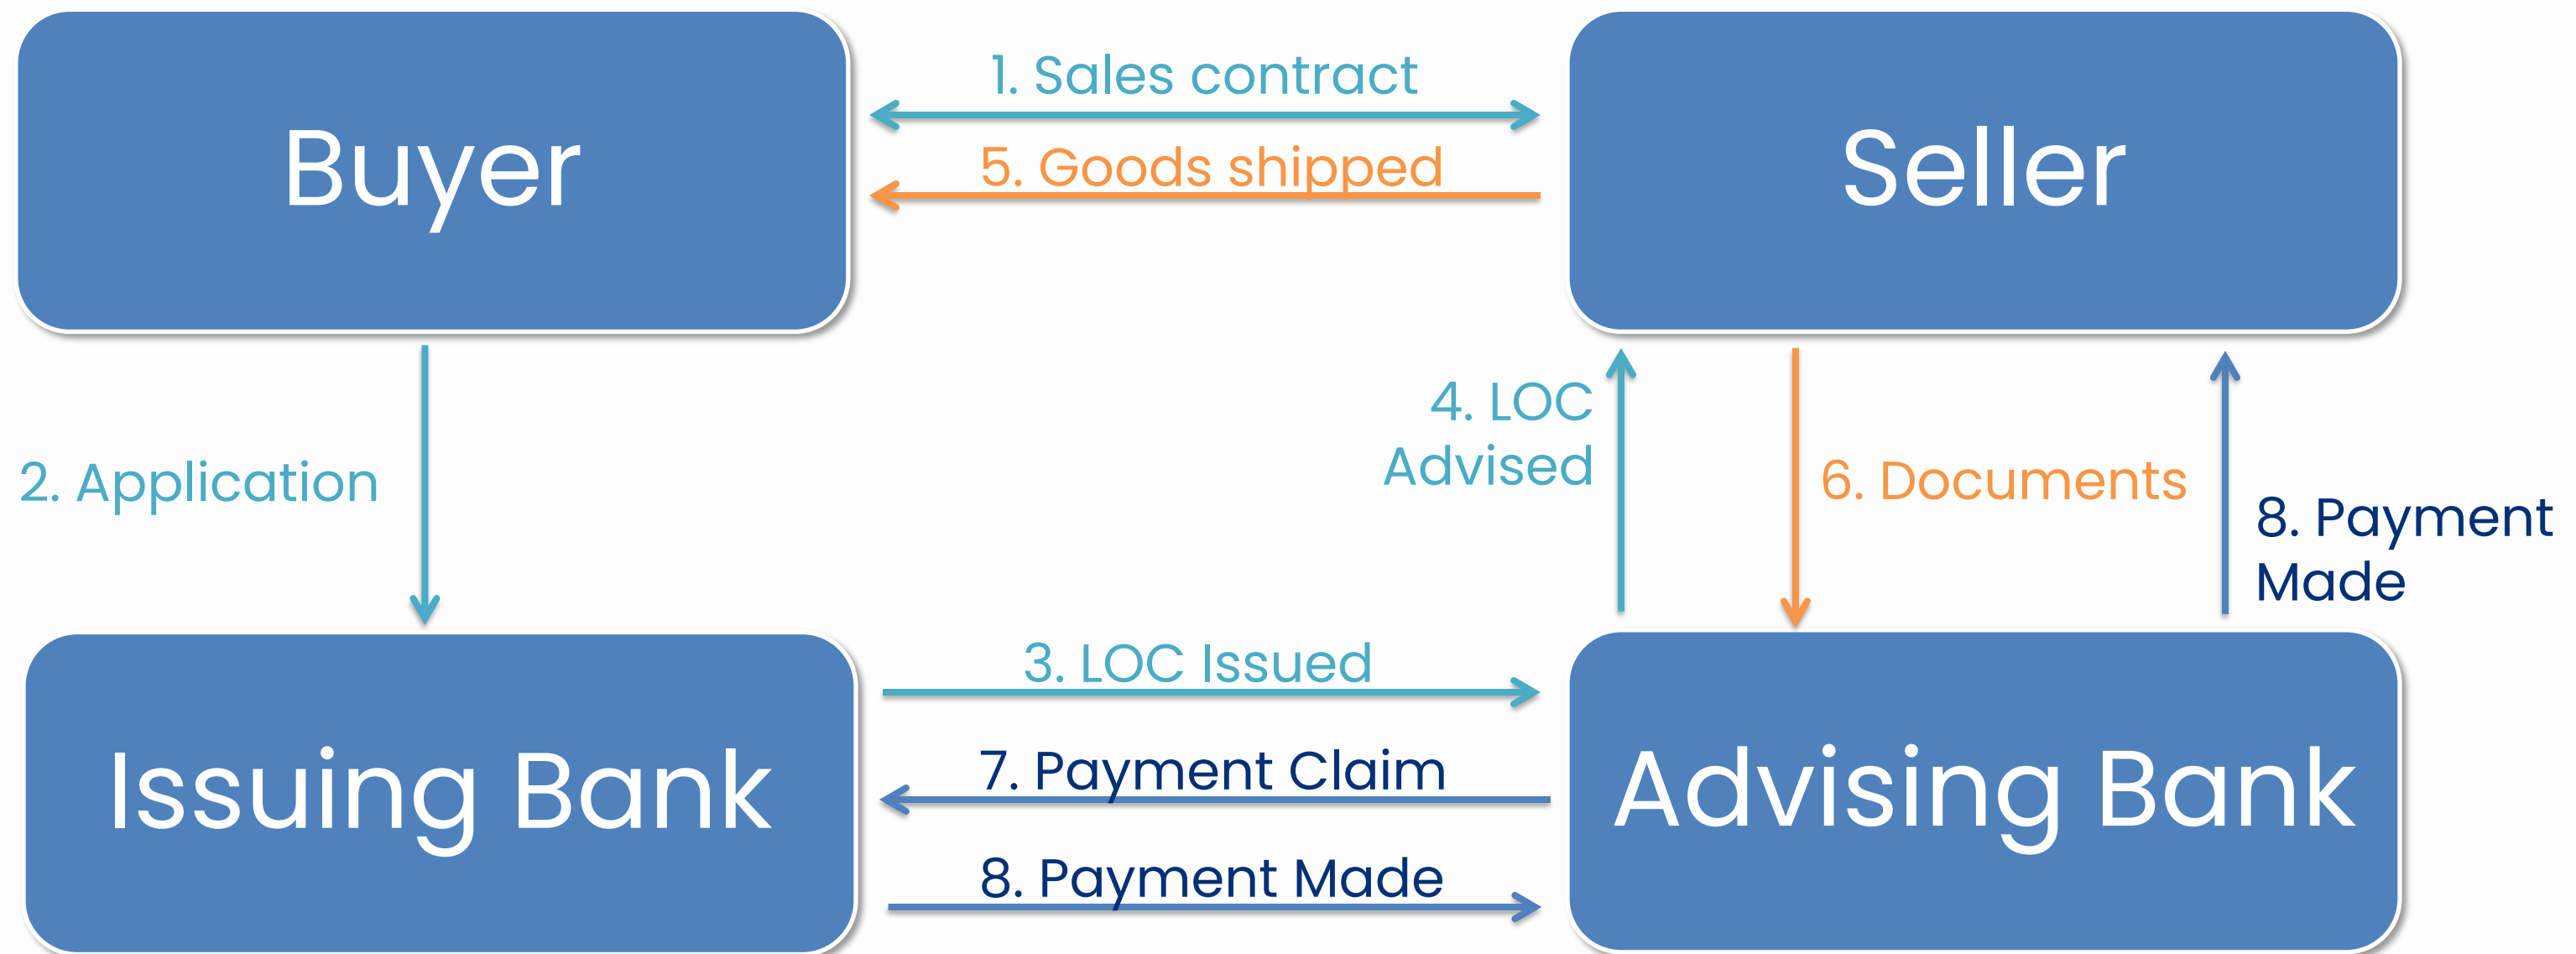 Buyer
1. Sales contract
5. Goods shipped
Seller
2. Application
4. LOC
Advised
6. Documents
8. Payment
Made
Issuing Bank
3. LOC Issued
7. Payment Claim
8. Payment Made
Advising Bank